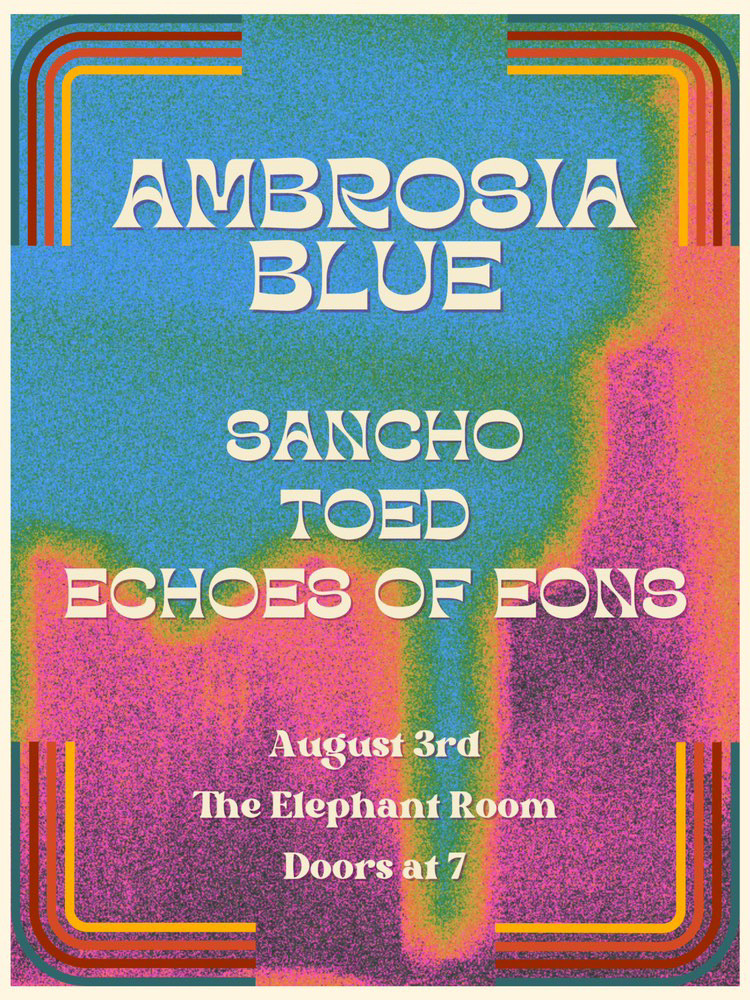 AMBROSIA
BLUE
SANCHO
TOED
ECHOES OF EONS
August 3rd
The Elephant Room
Doors at 7